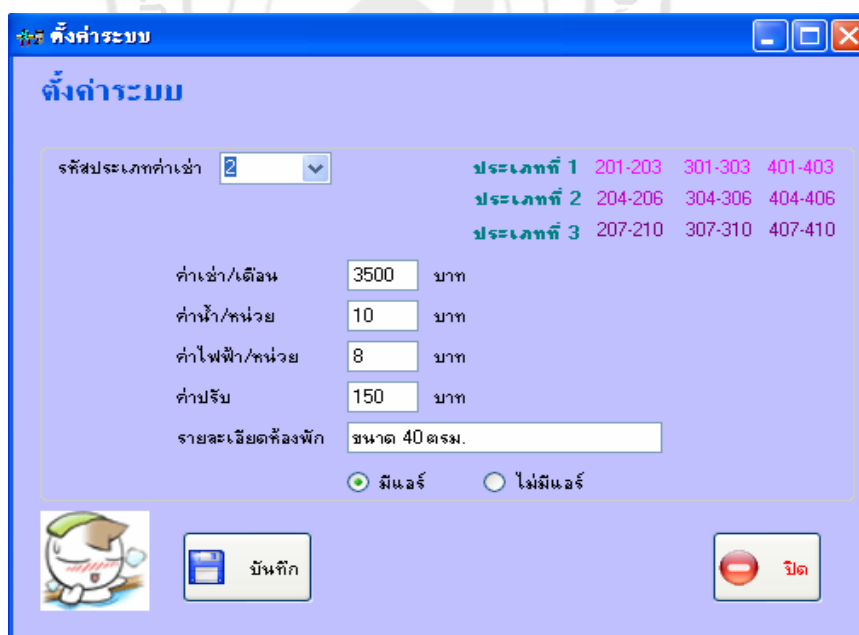 ตั้งค่าระบบ
ตั้งค่าระบบ
รหัสประเภทค่าเช่า 2 ประเภทที่ 1 201-203 301-303 401-403
ประเภทที่ 2 204-206 304-306 404-406
ประเภทที่ 3 207-210 307-310 407-410
ค่าเช่า/เดือน 3500 บาท
ค่าน้ำ/หน่วย 10 บาท
ค่าไฟฟ้า/หน่วย 8 บาท
ค่าปรับ 150 บาท
รายละเอียดห้องพัก ขนาด 40 ตรม.
มีแอร์ ไม่มีแอร์
บันทึก ปิด